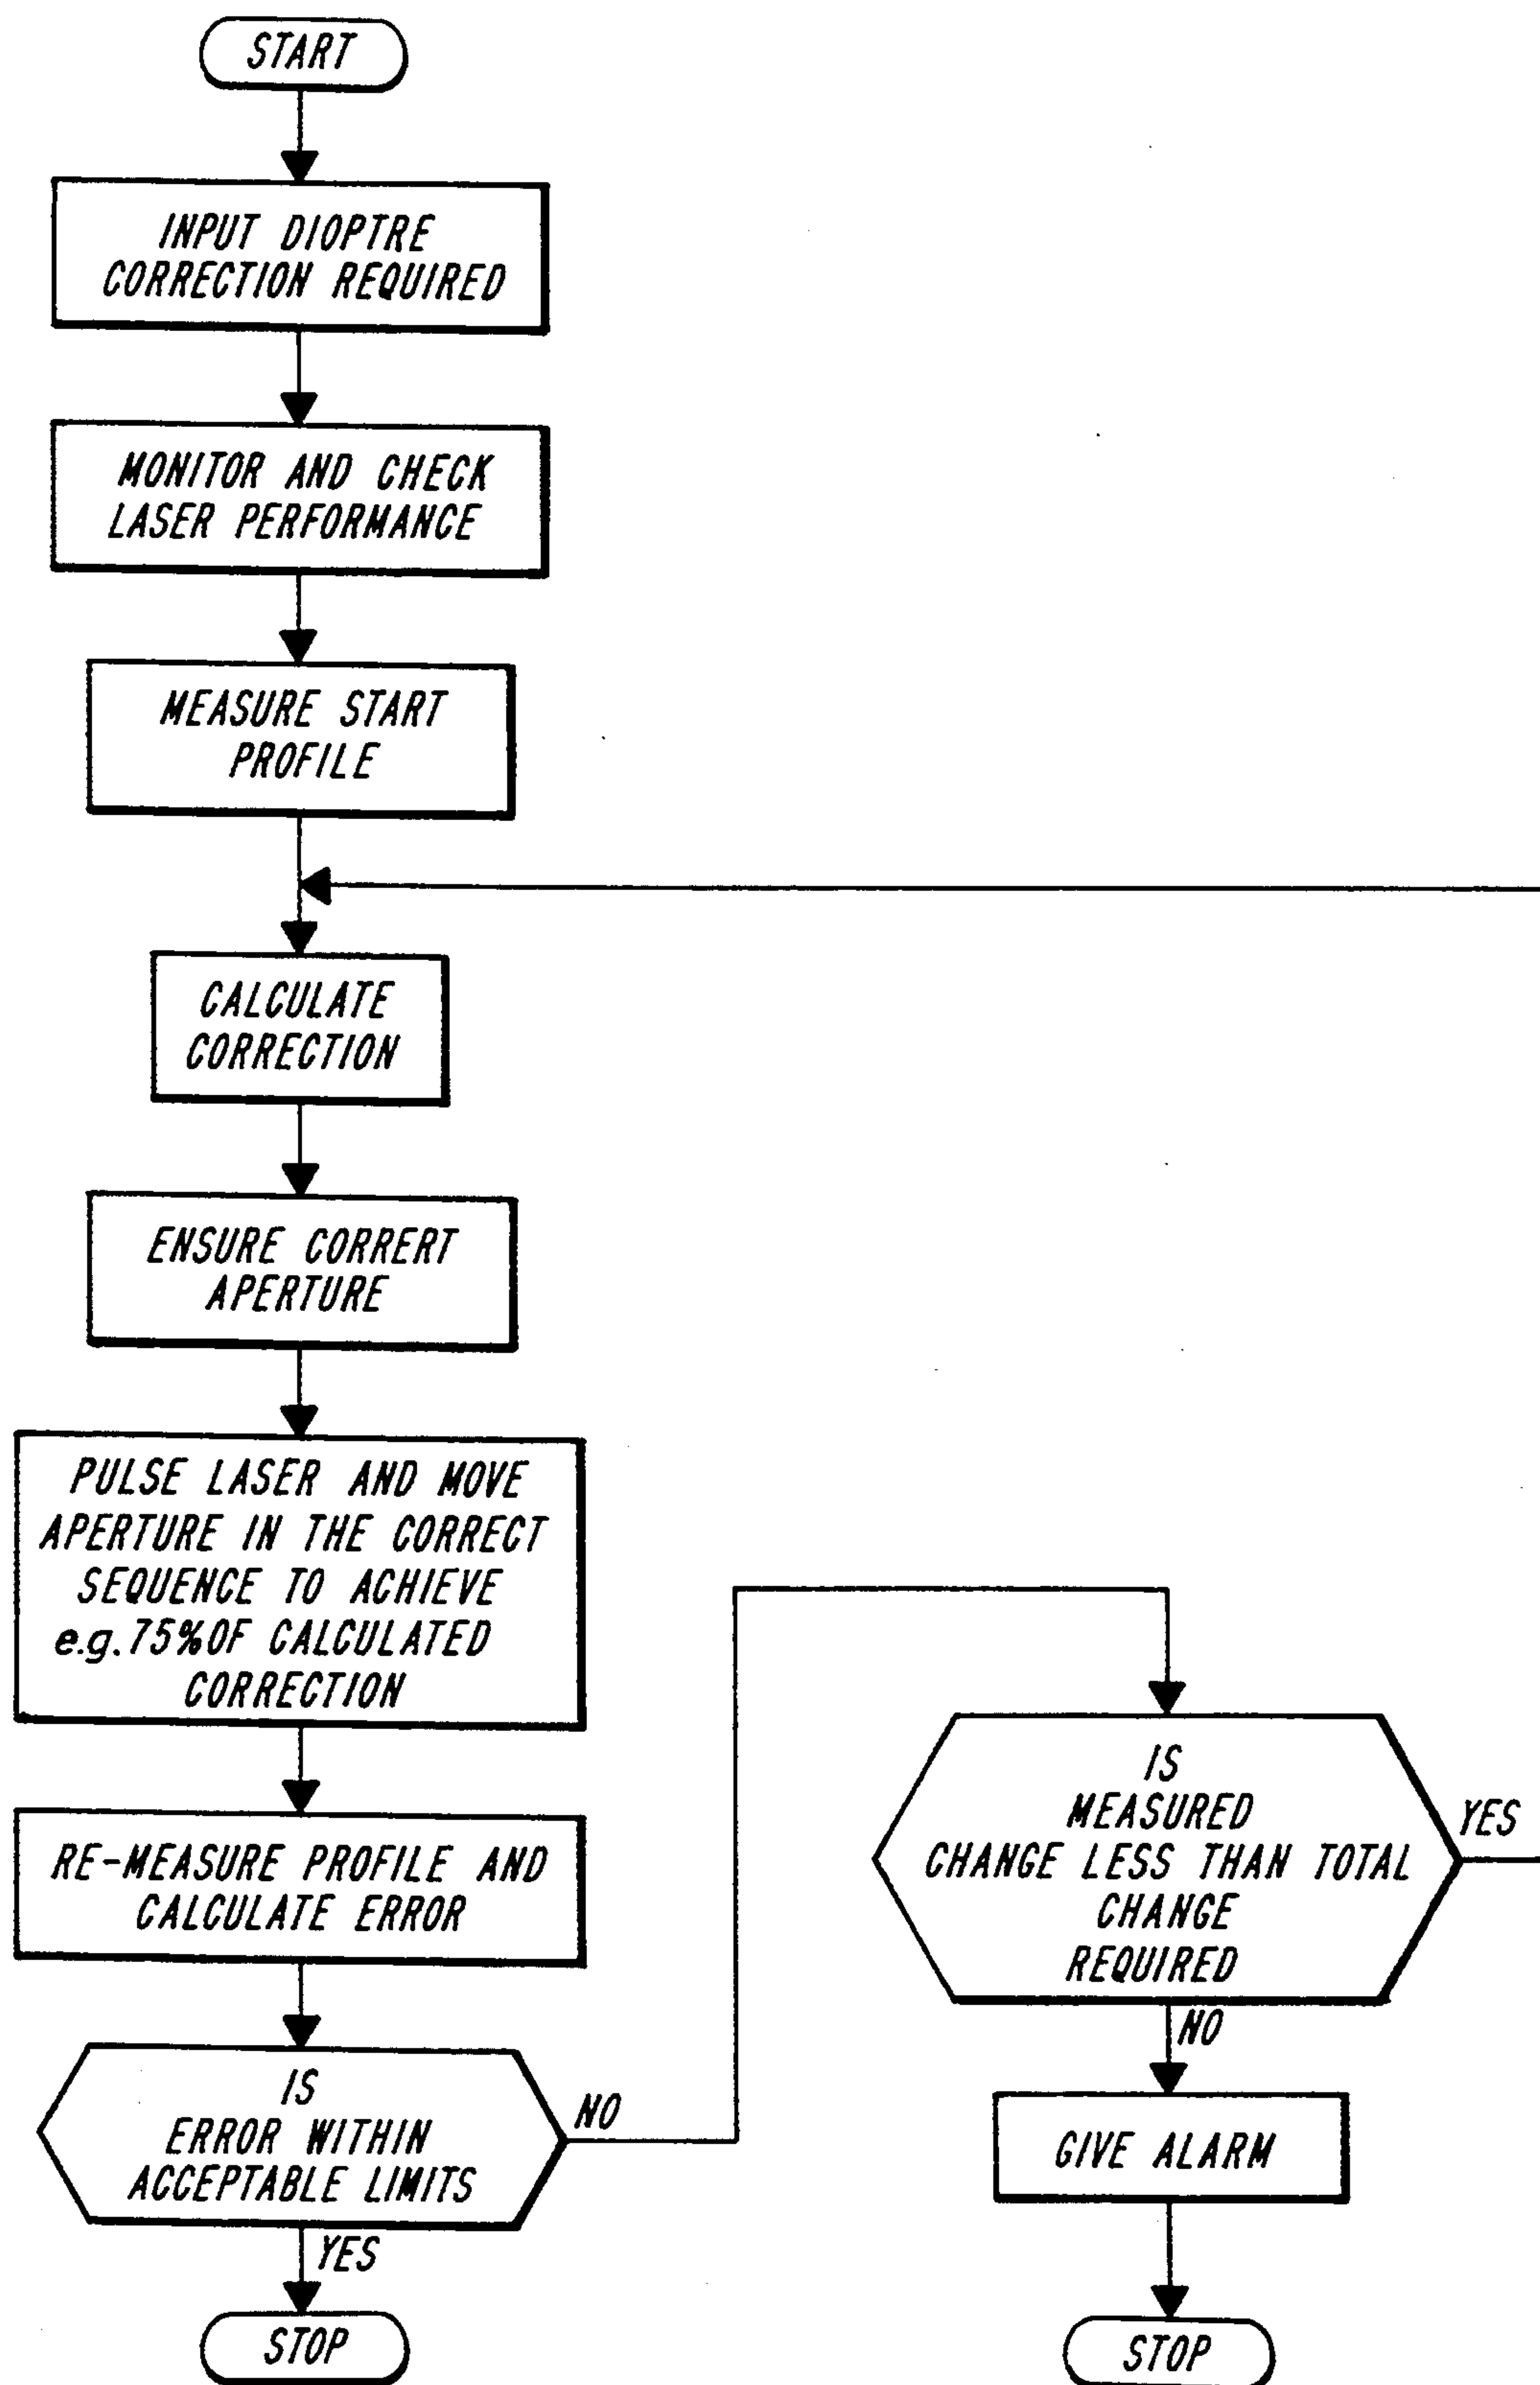 START
INPUT DIOPTRE
CORRECTION REQUIRED
MONITOR AND CHECK
LASER PERFORMANCE
MEASURE START
PROFILE
CALCULATE
CORRECTION
ENSURE CORRERT
APERTURE
PULSE LASER AND MOVE
APERTURE IN THE CORRECT
SEQUENCE TO ACHIEVE
e.g. 75% OF CALCULATED
CORRECTION
RE-MEASURE PROFILE AND
CALCULATE ERROR
IS
ERROR WITHIN
ACCEPTABLE LIMITS
NO
YES
STOP
IS
MEASURED
CHANGE LESS THAN TOTAL
CHANGE
REQUIRED
YES
NO
GIVE ALARM
STOP